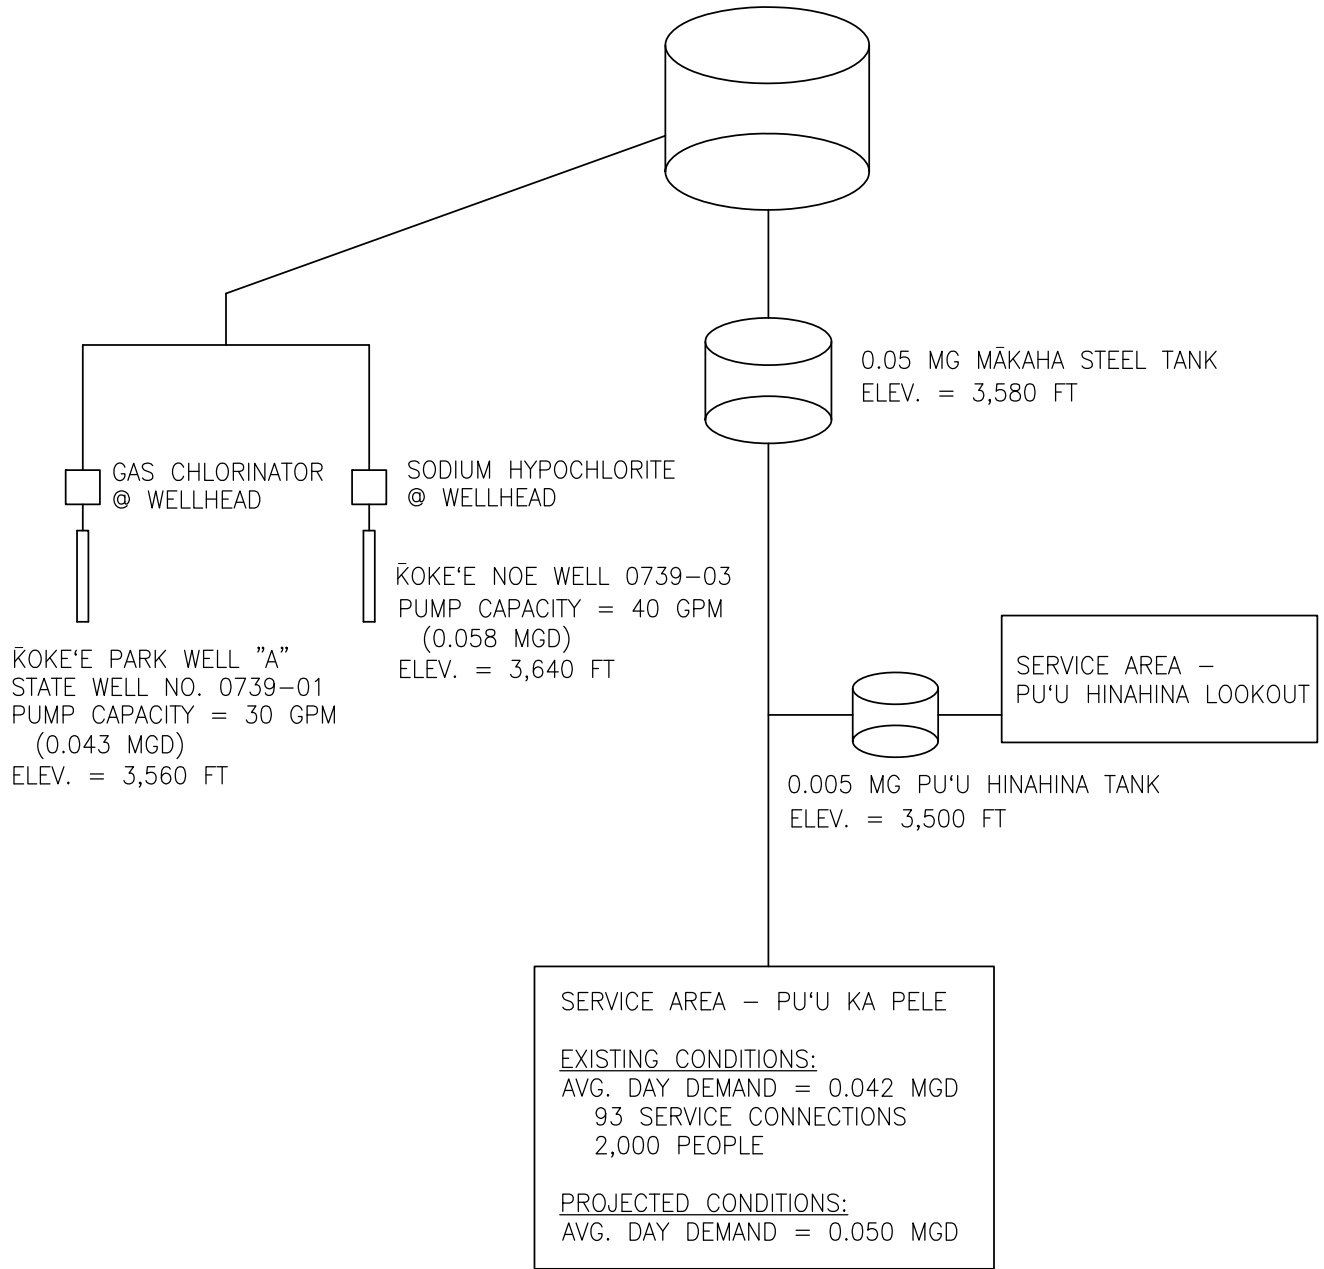 0.05 MG MĀKAHA STEEL TANK
ELEV. = 3,580 FT
GAS CHLORINATOR
@ WELLHEAD
SODIUM HYPOCHLORITE
@ WELLHEAD
K̄OKE‘E NOE WELL 0739–03
PUMP CAPACITY = 40 GPM
(0.058 MGD)
ELEV. = 3,640 FT
K̄OKE‘E PARK WELL ”A”
STATE WELL NO. 0739–01
PUMP CAPACITY = 30 GPM
(0.043 MGD)
ELEV. = 3,560 FT
SERVICE AREA –
PU‘U HINAHINA LOOKOUT
0.005 MG PU‘U HINAHINA TANK
ELEV. = 3,500 FT
SERVICE AREA – PU‘U KA PELE
EXISTING CONDITIONS:
AVG. DAY DEMAND = 0.042 MGD
93 SERVICE CONNECTIONS
2,000 PEOPLE
PROJECTED CONDITIONS:
AVG. DAY DEMAND = 0.050 MGD